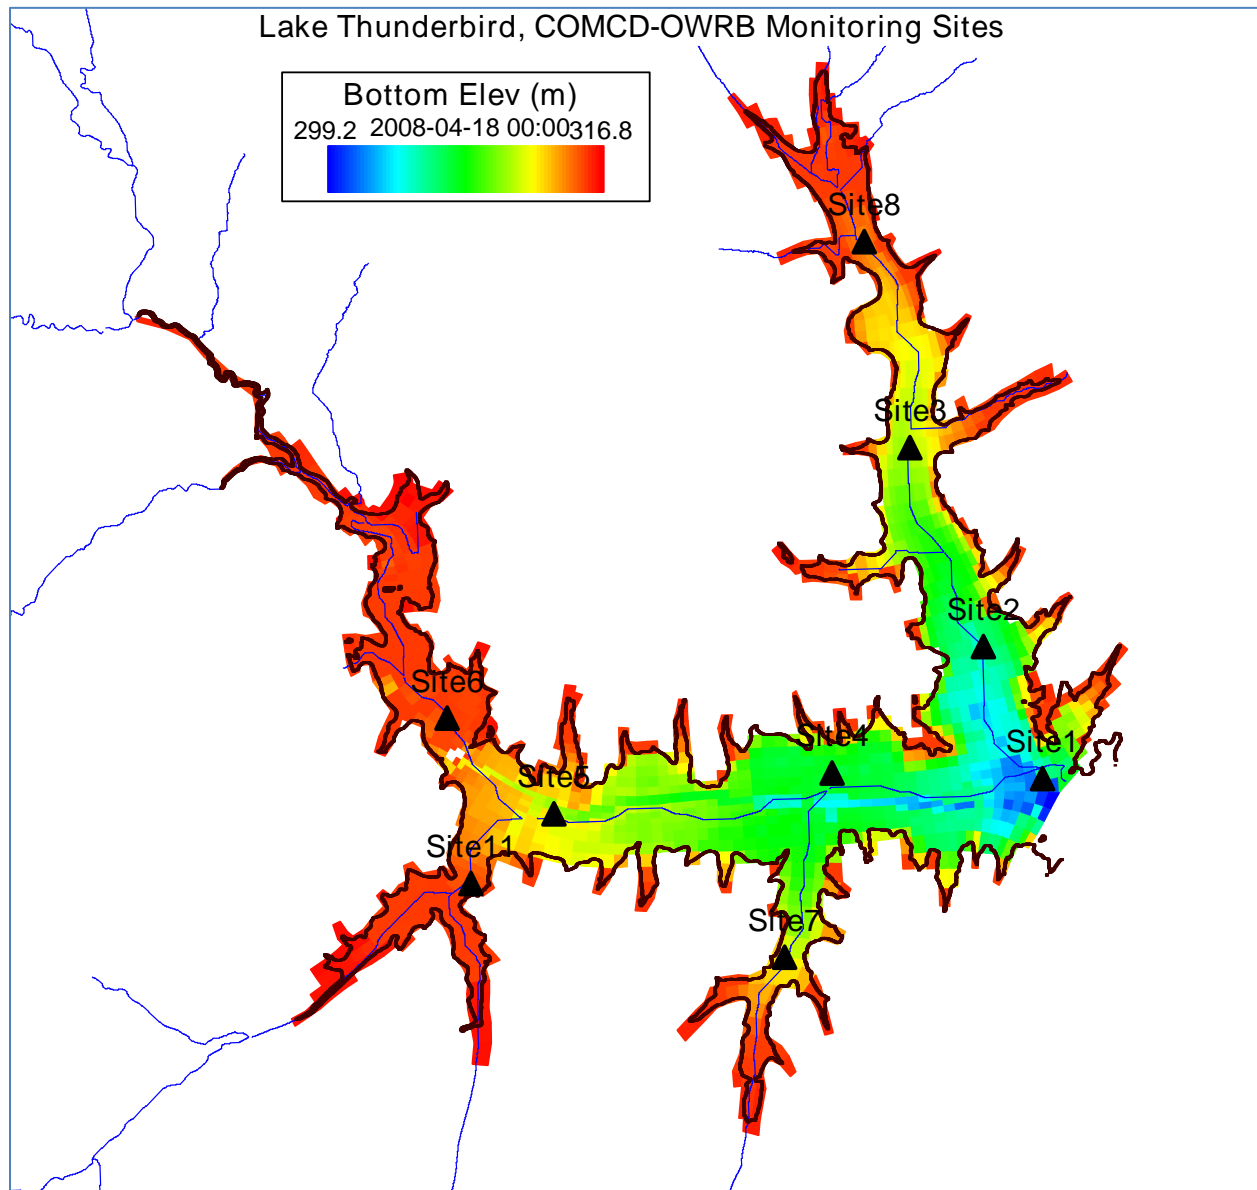 Lake Thunderbird, COMCD-OWRB Monitoring Sites
Bottom Elev (m)
299.2 2008-04-18 00:00 316.8
Site8
Site3
Site2
Site6
Site1
Site4
Site5
Site11
Site7